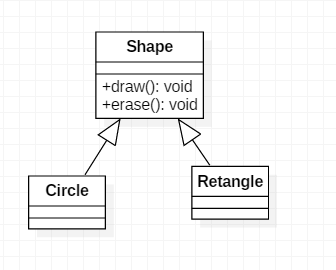 Shape
+draw(): void
+erase(): void
Circle
Retangle